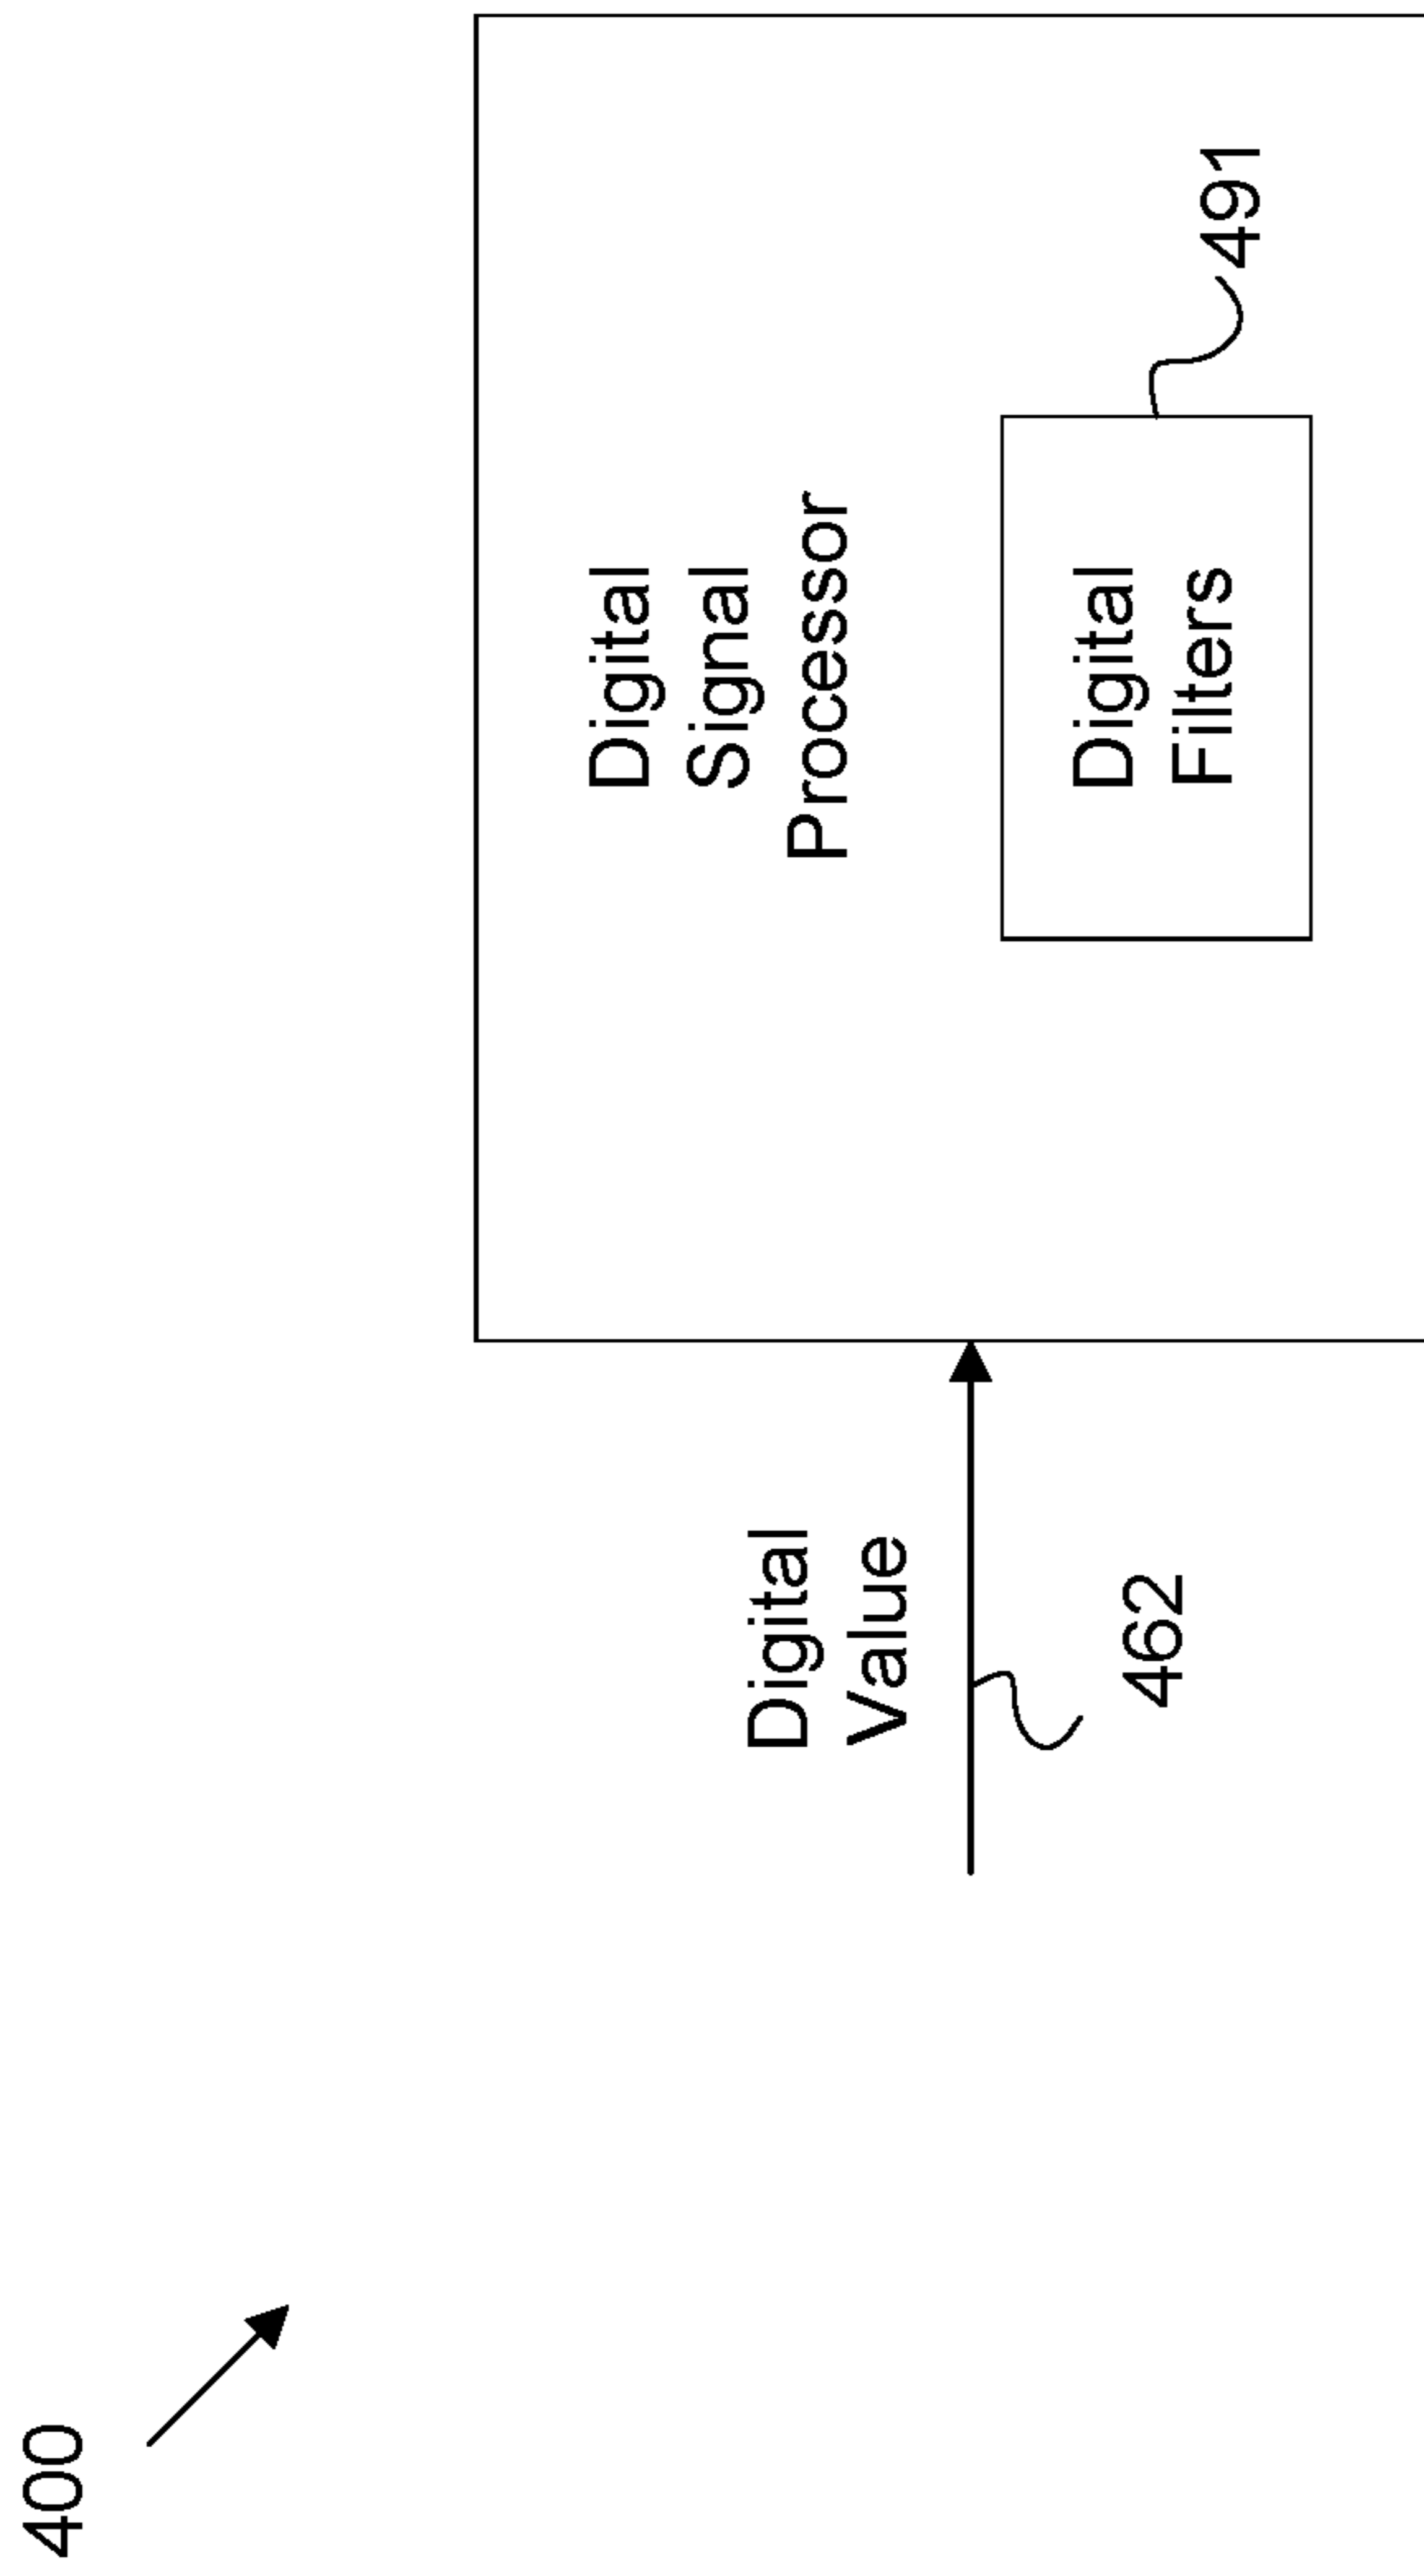 400
Digital
Value
462
Digital
Signal
Processor
Digital
Filters
491